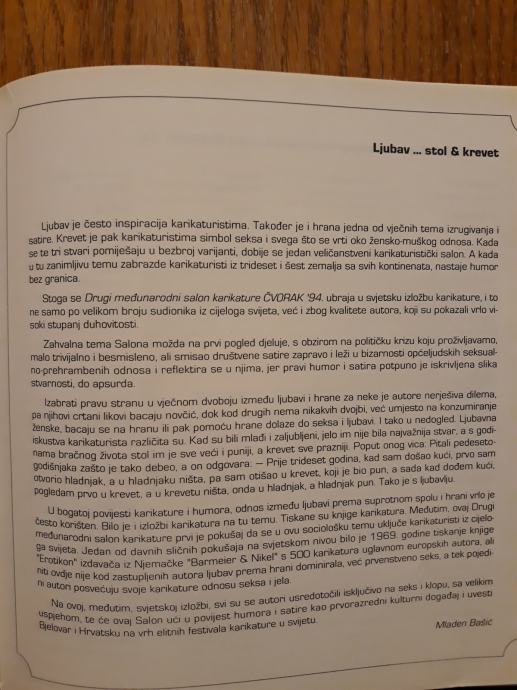 Ljubav ... stol & krevet
Ljubav je često inspiracija karikaturistima. Također je i hrana jedna od vječnih tema izrugivanja i
satire. Krevet je pak karikaturistima simbol seksa i svega što se vrti oko žensko-muškog odnosa. Kada
se te tri stvari pomiješaju u bezbroj varijanti, dobije se jedan veličanstveni karikaturistički salon. A kada
u tu zanimljivu temu zabrazde karikaturisti iz trideset i šest zemalja sa svih kontinenata, nastaje humor
bez granica.
Stoga se Drugi međunarodni salon karikature ČVORAK '94. ubraja u svjetsku izložbu karikature, i to
ne samo po velikom broju sudionika iz cijeloga svijeta, već i zbog kvalitete autora, koji su pokazali vrlo vi-
soki stupanj duhovitosti.
Zahvalna tema Salona možda na prvi pogled djeluje, s obzirom na političku krizu koju proživljavamo,
malo trivijalno i besmisleno, ali smisao društvene satire zapravo i leži u bizarnosti općeljudskih seksual-
no-prehrambenih odnosa i reflektira se u njima, jer pravi humor i satira potpuno je iskrivljena slika
stvarnosti, do apsurda.
Izabrati pravu stranu u vječnom dvoboju između ljubavi i hrane za neke je autore nerješiva dilema,
pa njihovi crtani likovi bacaju novčić, dok kod drugih nema nikakvih dvojbi, već umjesto na konzumiranje
ženske, bacaju se na hranu ili pak pomoću hrane dolaze do seksa i ljubavi. I tako u nedogled. Ljubavna
iskustva karikaturista različita su. Kad su bili mlađi i zaljubljeni, jelo im nije bila najvažnija stvar, a s godi-
nama bračnog života stol im je sve veći i puniji, a krevet sve prazniji. Poput onog vica. Pitali pedeseto-
godišnjaka zašto je tako debeo, a on odgovara: — Prije trideset godina, kad sam došao kući, prvo sam
otvorio hladnjak, a u hladnjaku ništa, pa sam otišao u krevet, koji je bio pun, a sada kad dođem kući,
pogledam prvo u krevet, a u krevetu ništa, onda u hladnjak, a hladnjak pun. Tako je s ljubavlju.
U bogatoj povijesti karikature i humora, odnos između ljubavi prema suprotnom spolu i hrani vrlo je
često korišten. Bilo je i izložbi karikatura na tu temu. Tiskane su knjige karikatura. Međutim, ovaj Drugi
međunarodni salon karikature prvi je pokušaj da se u ovu sociološku temu uključe karikaturisti iz cijelo-
ga svijeta. Jedan od davnih sličnih pokušaja na svjetskom nivou bilo je 1969. godine tiskanje knjige
"Erotikon" izdavača iz Njemačke "Barmeier & Nikel" s 500 karikatura uglavnom europskih autora, ali
niti ovdje nije kod zastupljenih autora ljubav prema hrani dominirala, već prvenstveno seks, a tek pojedi-
ni autori posvećuju svoje karikature odnosu seksa i jela.
Na ovoj, međutim, svjetskoj izložbi, svi su se autori usredotočili isključivo na seks i klopu, sa velikim
uspjehom, te će ovaj Salon ući u povijest humora i satire kao prvorazredni kulturni događaj i uvesti
Bjelovar i Hrvatsku na vrh elitnih festivala karikature u svijetu.
Mladen Bašić